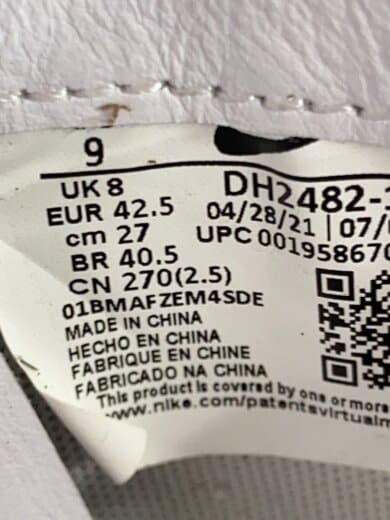 9
UK 8 DH2482-
EUR 42.5 04/28/21 | 07/
cm 27 UPC 001958670
BR 40.5
CN 270(2.5)
01BMAFZEM4SDE
MADE IN CHINA
HECHO EN CHINA
FABRIQUE EN CHINE
FABRICADO NA CHINA
This product is covered by one or more
www.nike.com/patentsvirtualm